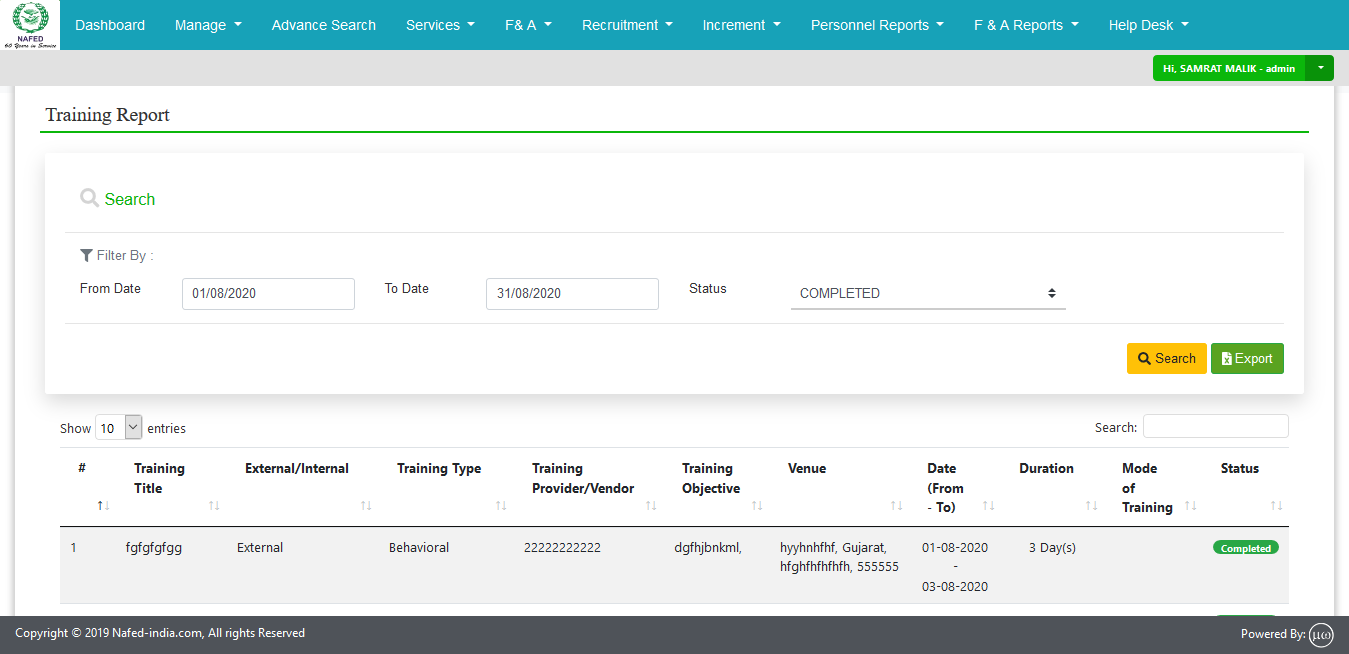 NAFED
60 Years in Service
Dashboard Manage Advance Search Services F& A Recruitment Increment Personnel Reports F & A Reports Help Desk
Hi, SAMRAT MALIK - admin
Training Report
Search
Filter By :
From Date 01/08/2020 To Date 31/08/2020 Status COMPLETED
Search Export
Show 10 entries Search:
# Training Title External/Internal Training Type Training Provider/Vendor Training Objective Venue Date (From - To) Duration Mode of Training Status
1 fgfgfgfgg External Behavioral 22222222222 dgfhjbnkml, hyyhnhfhf, Gujarat, 01-08-2020 3 Day(s) Completed
hfghfhfhfhfh, 555555 -
03-08-2020
Copyright © 2019 Nafed-india.com, All rights Reserved Powered By: μω